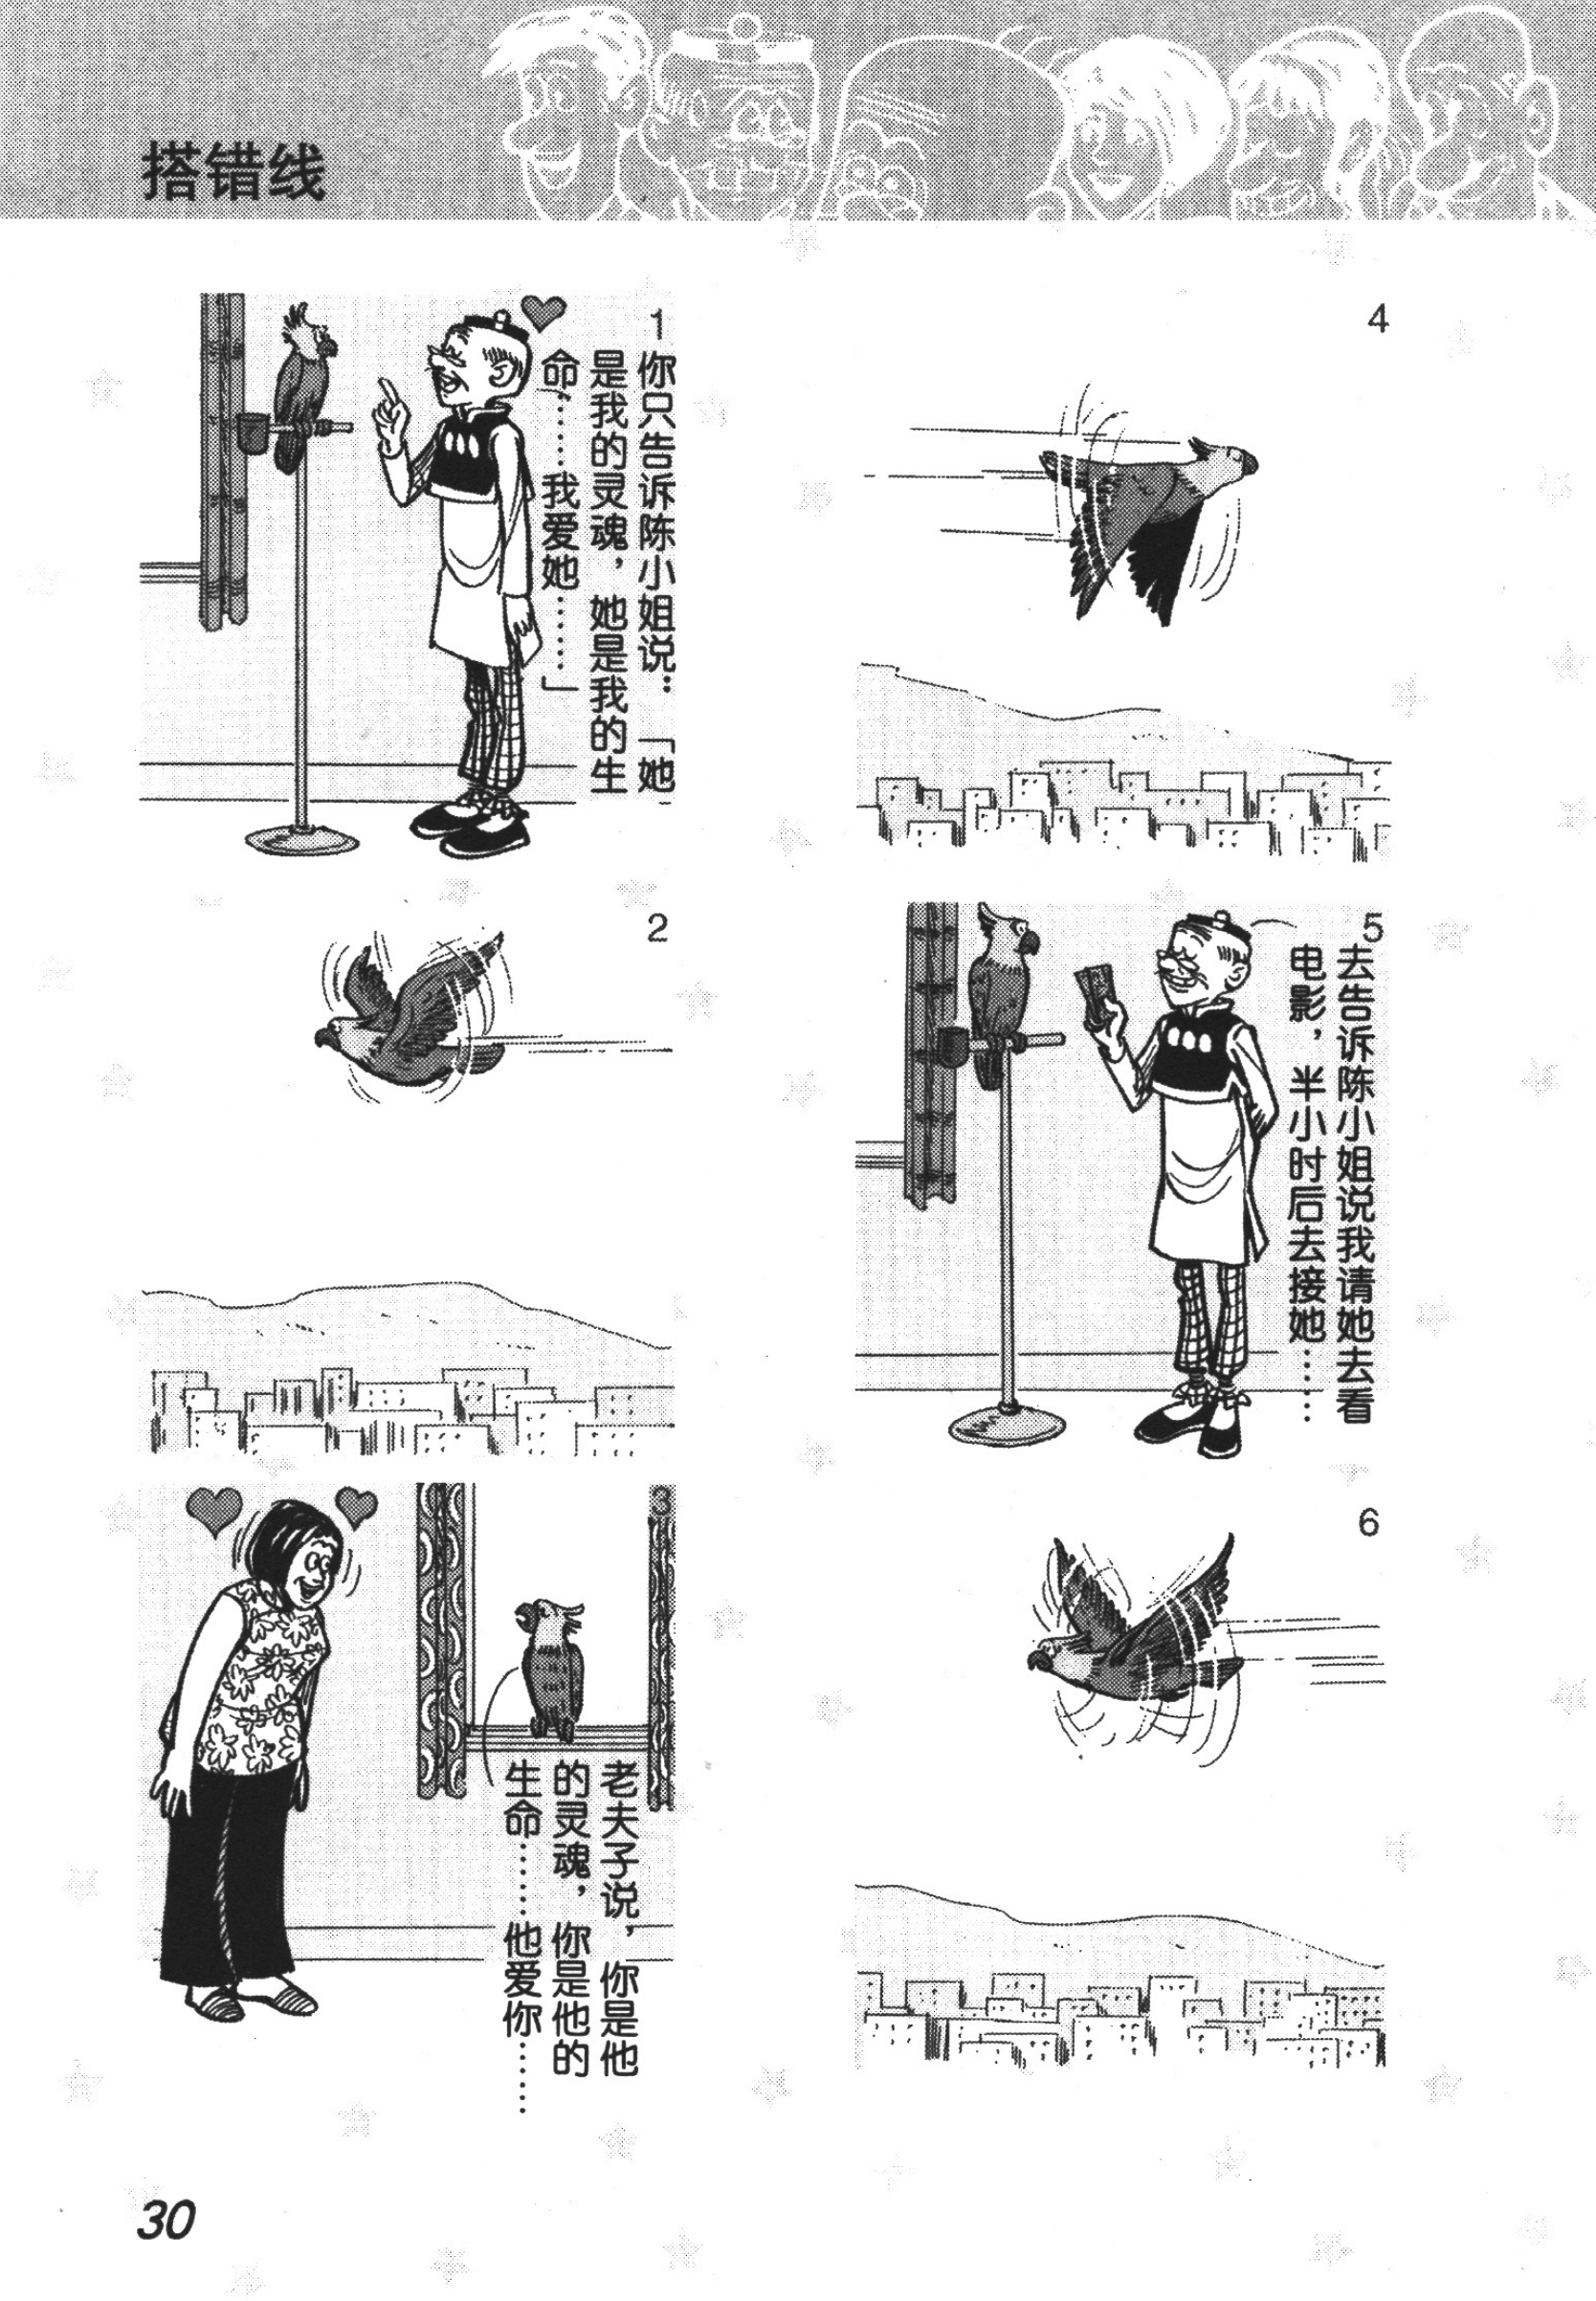 搭错线
1
你只告诉陈小姐说：「她
是我的灵魂，她是我的生
命………我爱她………」
2
3
老夫子说，你是他
的灵魂，你是他的
生命………他爱你………
4
5
去告诉陈小姐说我请她去看
电影，半小时后去接她………
6
30